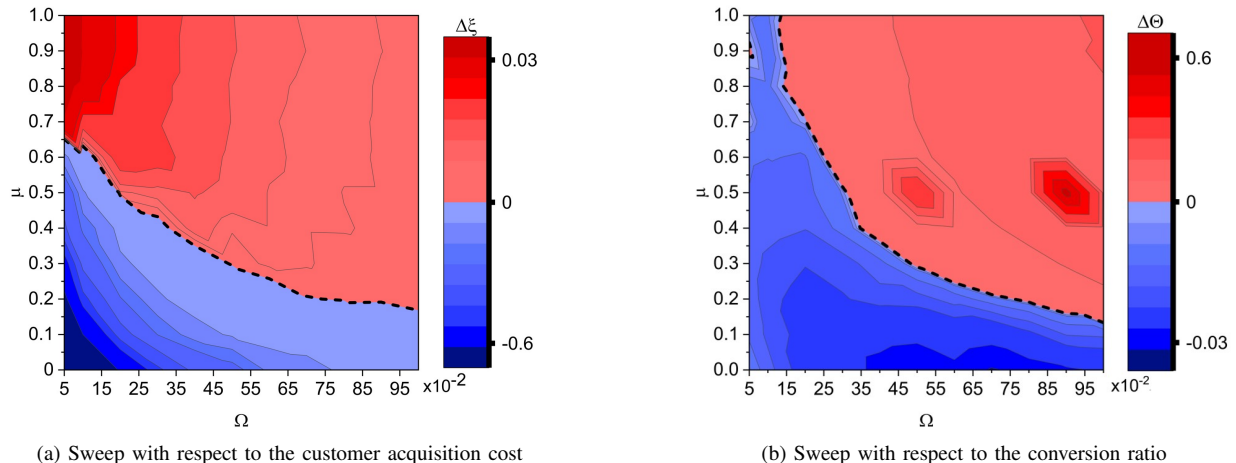 1.0
0.9
0.8
0.7
0.6
0.5
0.4
0.3
0.2
0.1
0
μ
5 15 25 35 45 55 65 75 85 95 x10⁻²
Ω
Δξ
0.03
0
-0.6
(a) Sweep with respect to the customer acquisition cost
1.0
0.9
0.8
0.7
0.6
0.5
0.4
0.3
0.2
0.1
0
μ
5 15 25 35 45 55 65 75 85 95 x10⁻²
Ω
ΔΘ
0.6
0
-0.03
(b) Sweep with respect to the conversion ratio